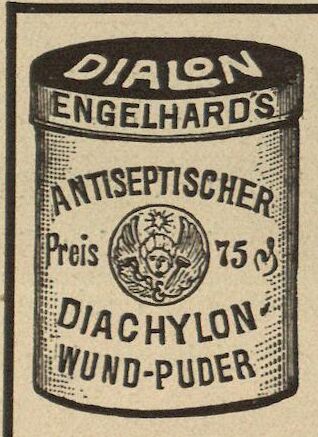 DIALON
ENGELHARD'S
ANTISEPTISCHER
Preis 75 ₰
DIACHYLON-
WUND-PUDER